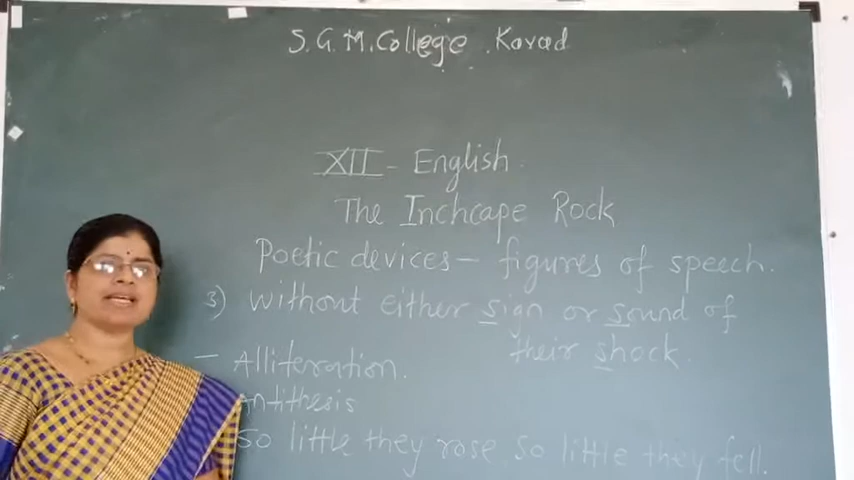 S.G.M. College Karad
XII - English.
The Inchcape Rock
Poetic devices - figures of speech.
3) without either sign or sound of
their shock.
- Alliteration.
Antithesis
So little they rose so little they fell.